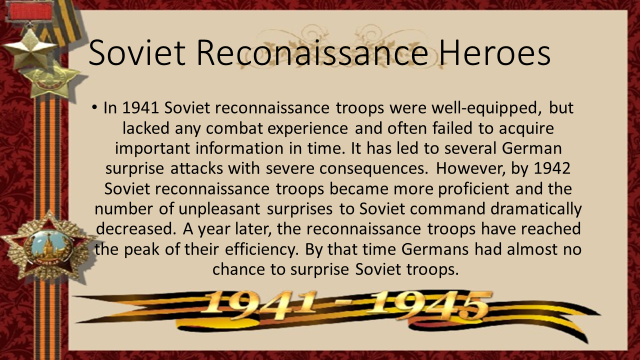 Soviet Reconaissance Heroes
• In 1941 Soviet reconnaissance troops were well-equipped, but
lacked any combat experience and often failed to acquire
important information in time. It has led to several German
surprise attacks with severe consequences. However, by 1942
Soviet reconnaissance troops became more proficient and the
number of unpleasant surprises to Soviet command dramatically
decreased. A year later, the reconnaissance troops have reached
the peak of their efficiency. By that time Germans had almost no
chance to surprise Soviet troops.
1941 - 1945